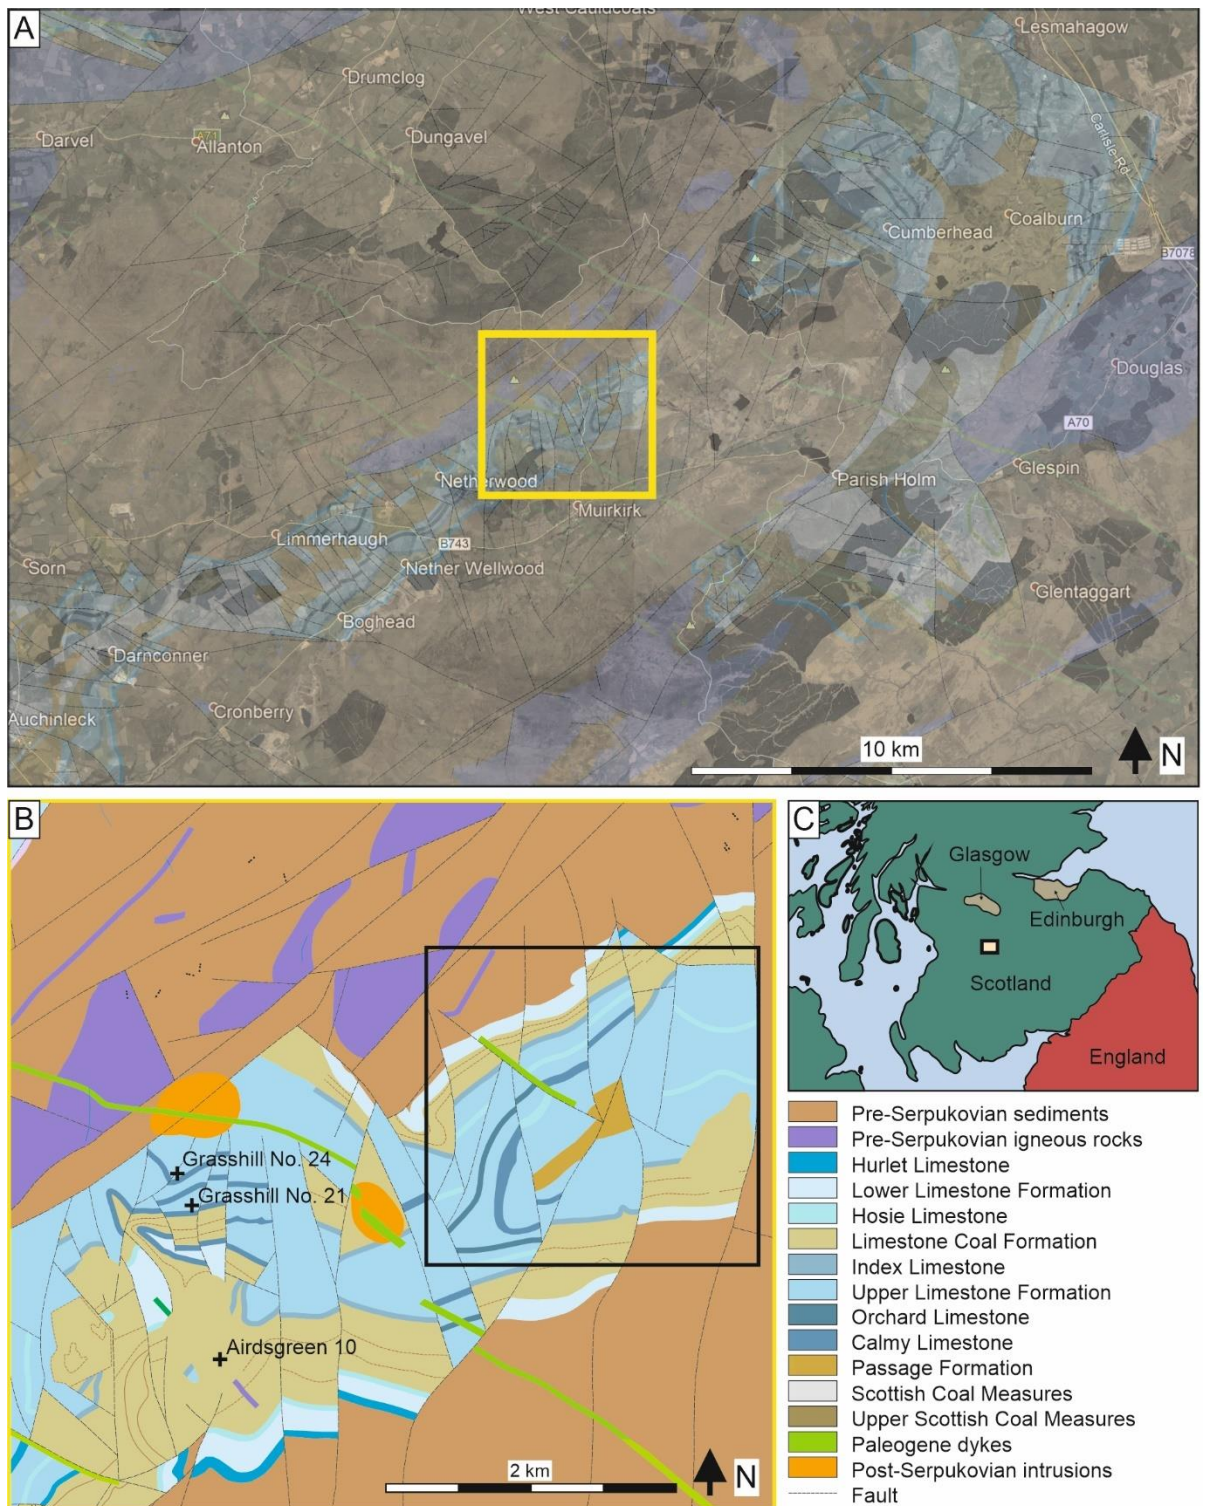 A
West Cauldcoats
Lesmahagow
Drumclog
Darvel
A71
Allanton
Dungavel
Carlisle Rd
Cumberhead
Coalburn
B7078
Douglas
A70
Netherwood
Parish Holm
Glespin
Muirkirk
Limmerhaugh
B743
Sorn
Nether Wellwood
Glentaggart
Boghead
Darnconner
Cronberry
Auchinleck
10 km
N
B
Grasshill No. 24
Grasshill No. 21
Airdsgreen 10
2 km
N
C
Glasgow
Edinburgh
Scotland
England
Pre-Serpukovian sediments
Pre-Serpukovian igneous rocks
Hurlet Limestone
Lower Limestone Formation
Hosie Limestone
Limestone Coal Formation
Index Limestone
Upper Limestone Formation
Orchard Limestone
Calmy Limestone
Passage Formation
Scottish Coal Measures
Upper Scottish Coal Measures
Paleogene dykes
Post-Serpukovian intrusions
Fault